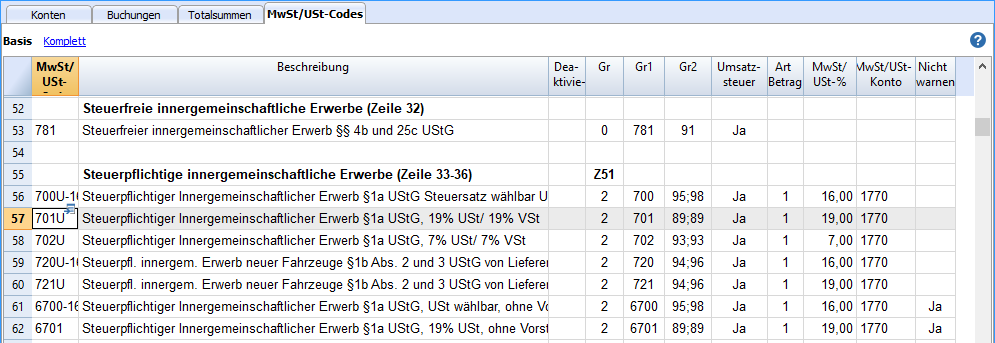 Konten Buchungen Totalsummen MwSt/USt-Codes
Basis Komplett ?
MwSt/ USt- Beschreibung Dea- aktivie- Gr Gr1 Gr2 Umsatz- steuer Art Betrag MwSt/ USt-% MwSt/USt- Konto Nicht warnen
52 Steuerfreie innergemeinschaftliche Erwerbe (Zeile 32)
53 781 Steuerfreier innergemeinschaftlicher Erwerb §§ 4b und 25c UStG 0 781 91 Ja
54
55 Steuerpflichtige innergemeinschaftliche Erwerbe (Zeile 33-36) Z51
56 700U-16 Steuerpflichtiger Innergemeinschaftlicher Erwerb §1a UStG Steuersatz wählbar U 2 700 95;98 Ja 1 16,00 1770
57 701U Steuerpflichtiger Innergemeinschaftlicher Erwerb §1a UStG, 19% USt/ 19% VSt 2 701 89;89 Ja 1 19,00 1770
58 702U Steuerpflichtiger Innergemeinschaftlicher Erwerb §1a UStG, 7% USt/ 7% VSt 2 702 93;93 Ja 1 7,00 1770
59 720U-16 Steuerpfl. innergem. Erwerb neuer Fahrzeuge §1b Abs. 2 und 3 UStG von Lieferen 2 720 94;96 Ja 1 16,00 1770
60 721U Steuerpfl. innergem. Erwerb neuer Fahrzeuge §1b Abs. 2 und 3 UStG von Lieferen 2 721 94;96 Ja 1 19,00 1770
61 6700-16 Steuerpflichtiger Innergemeinschaftlicher Erwerb §1a UStG, USt wählbar, ohne Vo 2 6700 95;98 Ja 1 16,00 1770 Ja
62 6701 Steuerpflichtiger Innergemeinschaftlicher Erwerb §1a UStG, 19% USt, ohne Vorst 2 6701 89;89 Ja 1 19,00 1770 Ja